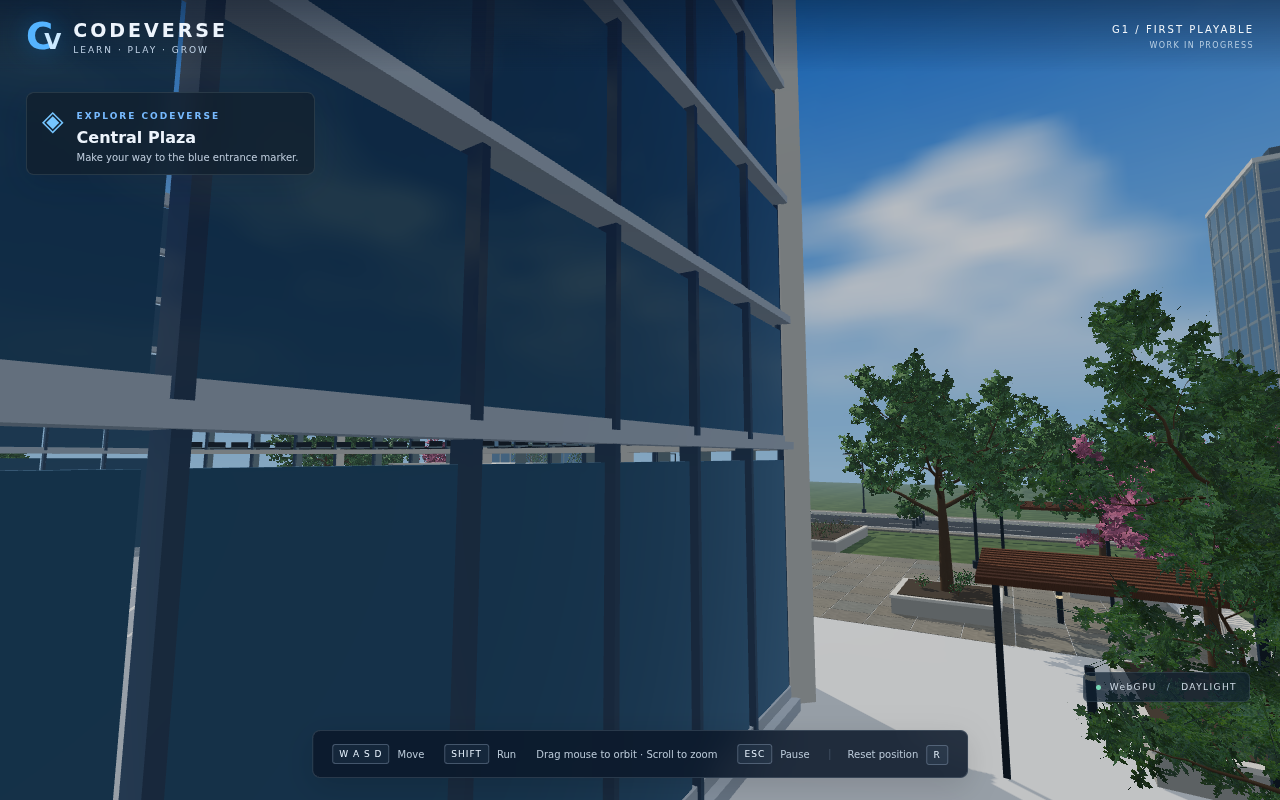 Cv CODEVERSE
LEARN · PLAY · GROW
G1 / FIRST PLAYABLE
WORK IN PROGRESS
EXPLORE CODEVERSE
Central Plaza
Make your way to the blue entrance marker.
WebGPU / DAYLIGHT
W A S D Move SHIFT Run Drag mouse to orbit · Scroll to zoom ESC Pause | Reset position R